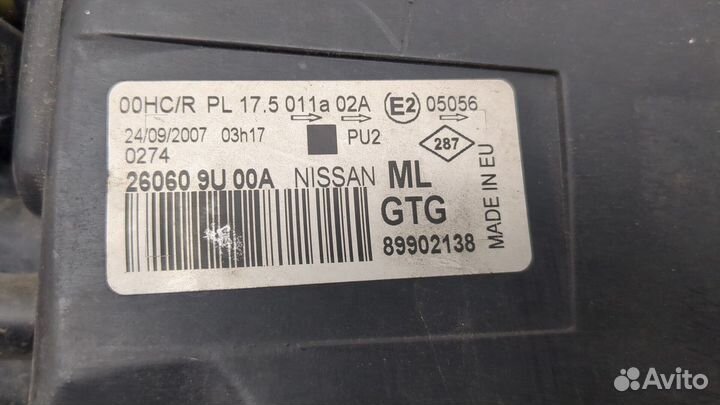 00HC/R PL 17.5 011a 02A E2 05056
24/09/2007 03h17 PU2
0274
287
26060 9U 00A NISSAN ML
GTG
89902138
MADE IN EU
Avito